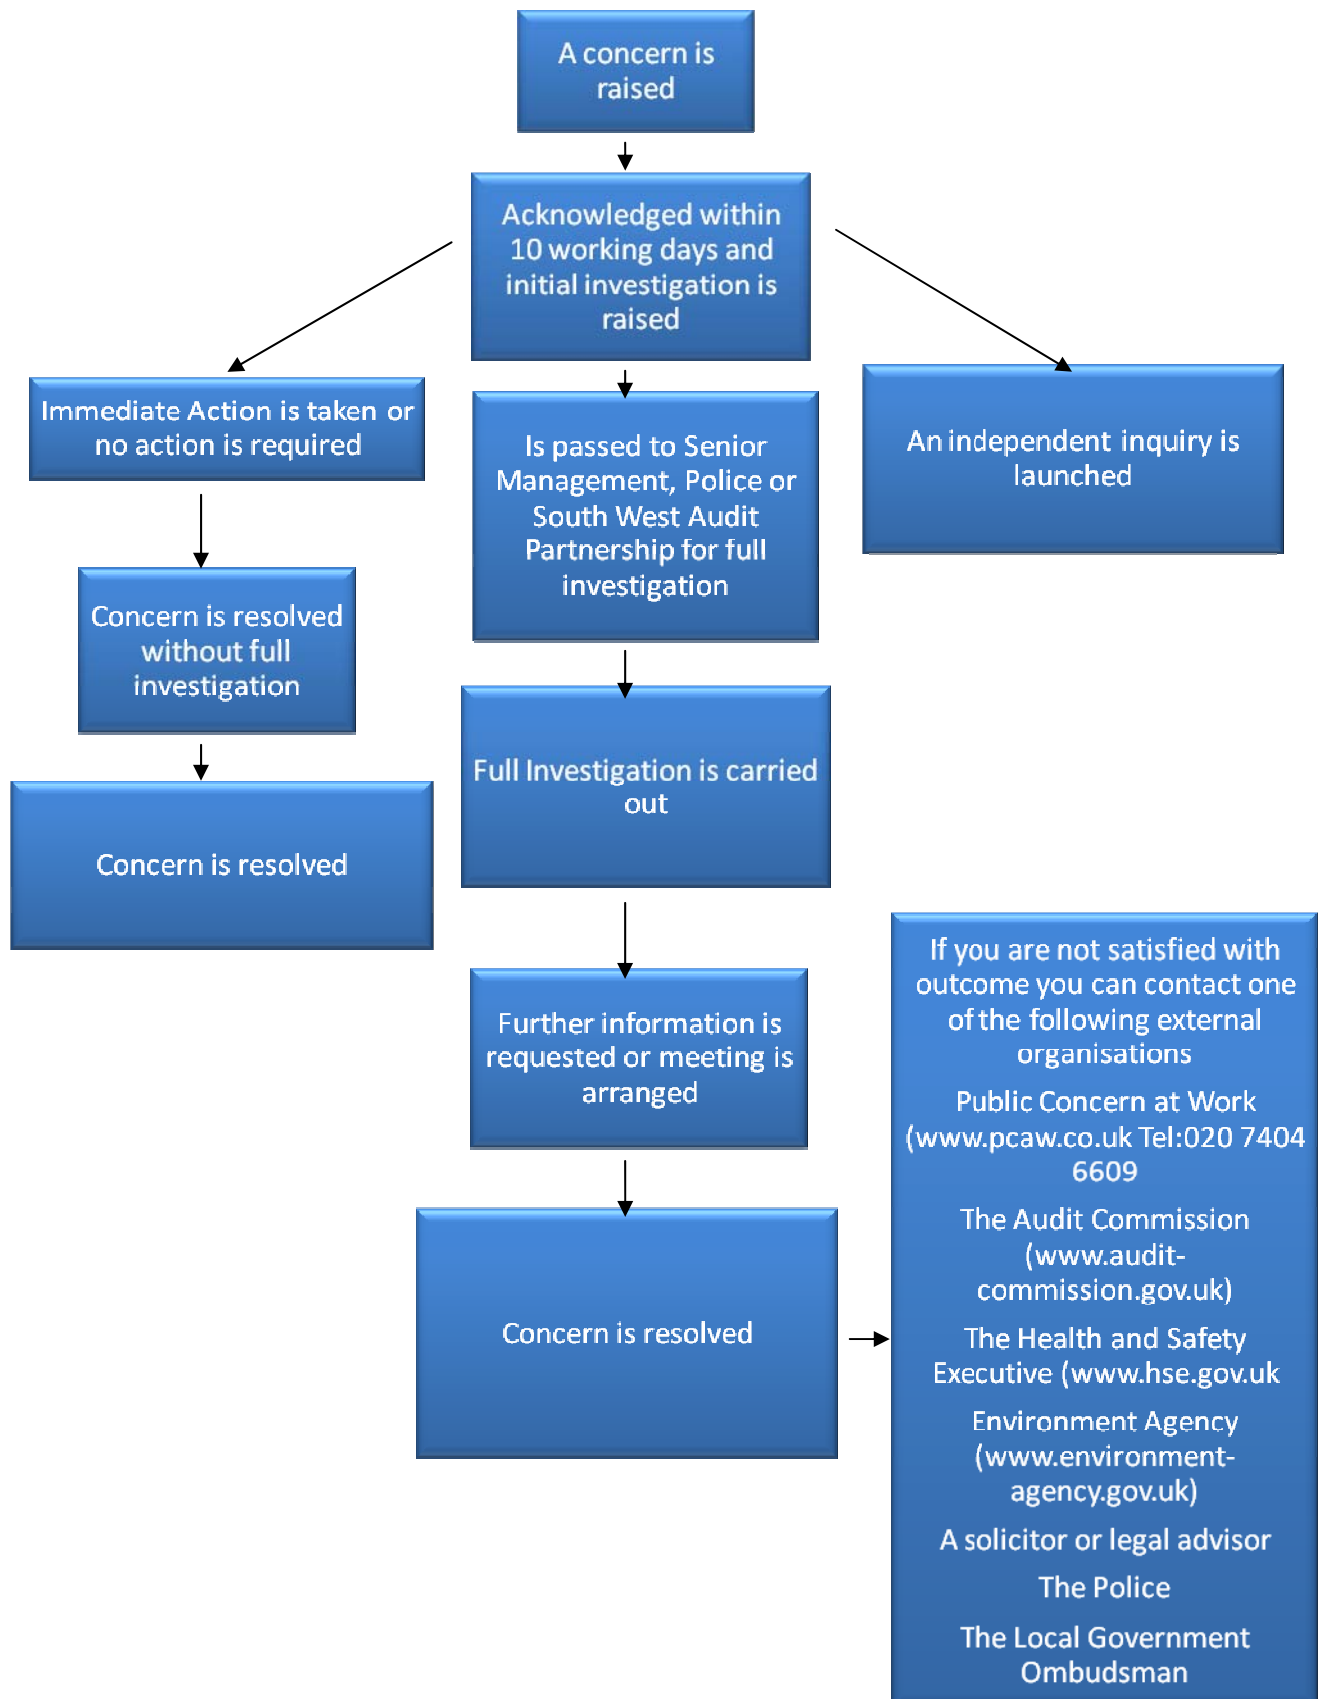 A concern is
raised
Acknowledged within
10 working days and
initial investigation is
raised
Immediate Action is taken or
no action is required
Is passed to Senior
Management, Police or
South West Audit
Partnership for full
investigation
An independent inquiry is
launched
Concern is resolved
without full
investigation
Full Investigation is carried
out
Concern is resolved
Further information is
requested or meeting is
arranged
Concern is resolved
If you are not satisfied with
outcome you can contact one
of the following external
organisations
Public Concern at Work
(www.pcaw.co.uk Tel:020 7404
6609
The Audit Commission
(www.audit-
commission.gov.uk)
The Health and Safety
Executive (www.hse.gov.uk
Environment Agency
(www.environment-
agency.gov.uk)
A solicitor or legal advisor
The Police
The Local Government
Ombudsman